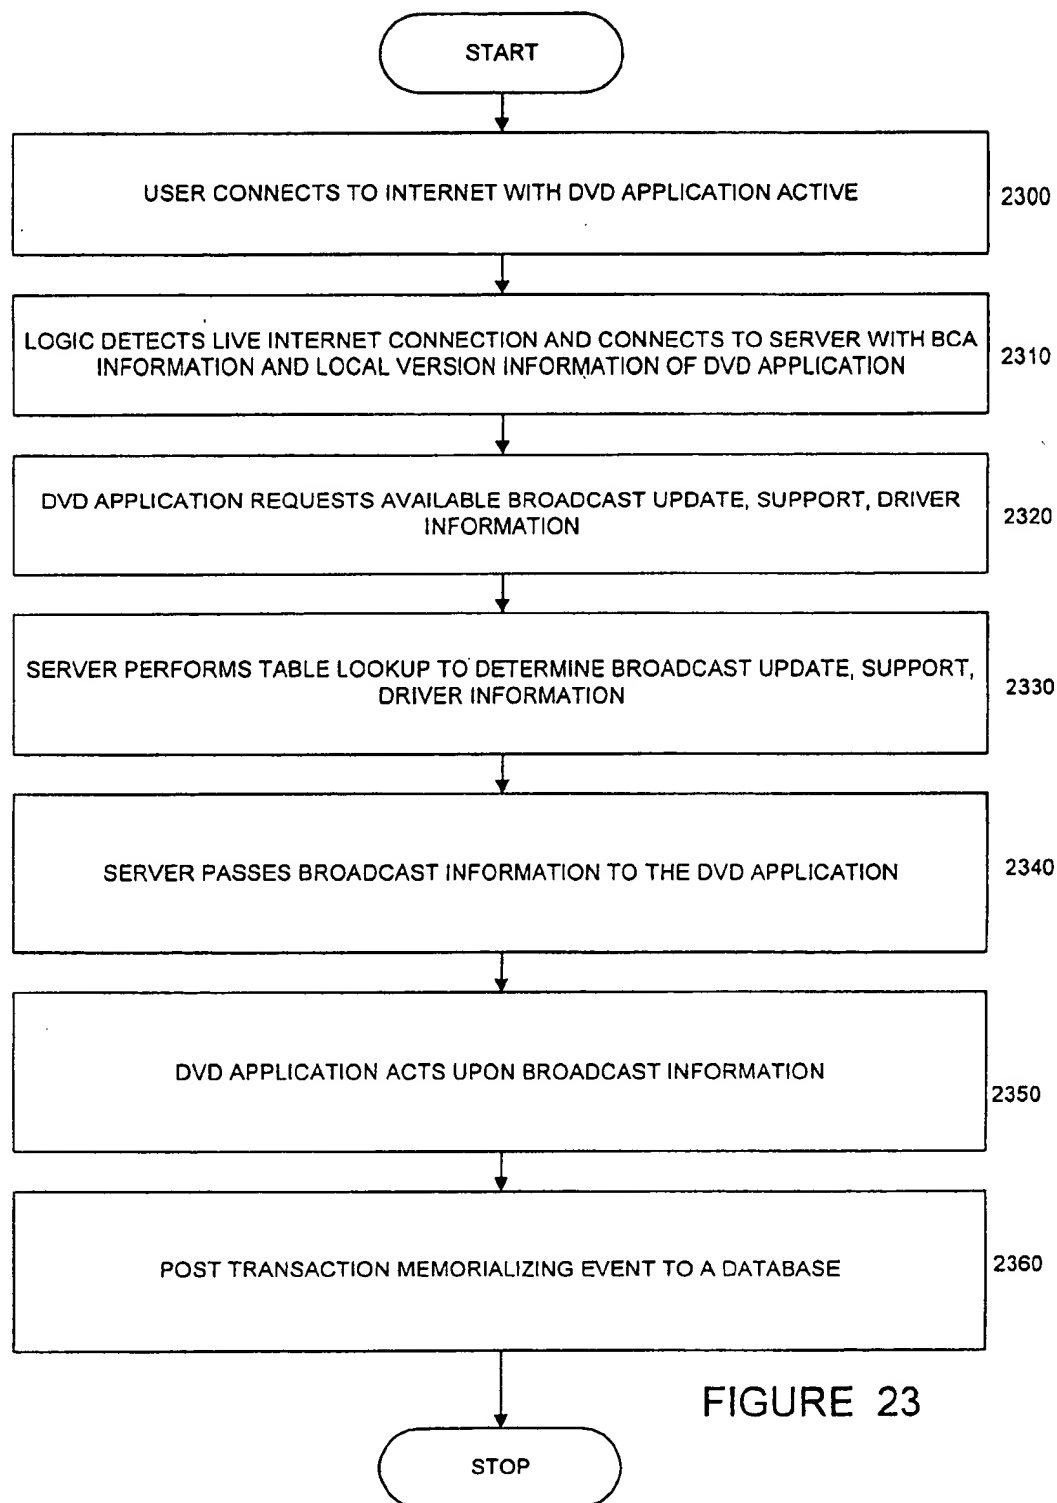 START
USER CONNECTS TO INTERNET WITH DVD APPLICATION ACTIVE
2300
LOGIC DETECTS LIVE INTERNET CONNECTION AND CONNECTS TO SERVER WITH BCA
INFORMATION AND LOCAL VERSION INFORMATION OF DVD APPLICATION
2310
DVD APPLICATION REQUESTS AVAILABLE BROADCAST UPDATE, SUPPORT, DRIVER
INFORMATION
2320
SERVER PERFORMS TABLE LOOKUP TO DETERMINE BROADCAST UPDATE, SUPPORT,
DRIVER INFORMATION
2330
SERVER PASSES BROADCAST INFORMATION TO THE DVD APPLICATION
2340
DVD APPLICATION ACTS UPON BROADCAST INFORMATION
2350
POST TRANSACTION MEMORIALIZING EVENT TO A DATABASE
2360
FIGURE 23
STOP